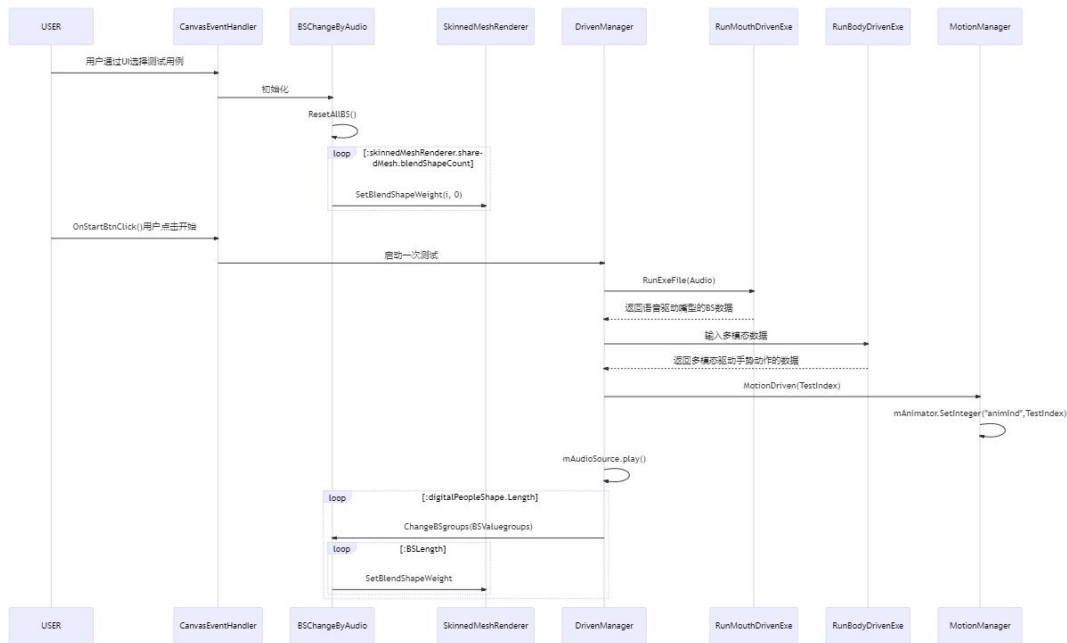 USER CanvasEventHandler BSChangeByAudio SkinnedMeshRenderer DrivenManager RunMouthDrivenExe RunBodyDrivenExe MotionManager
用户通过UI选择测试用例
初始化
ResetAllBS()
loop [:skinnedMeshRenderer.share-
dMesh.blendShapeCount]
SetBlendShapeWeight(i, 0)
OnStartBtnClick()用户点击开始
启动一次测试
RunExeFile(Audio)
返回语音驱动嘴型的BS数据
输入多模态数据
返回多模态驱动手势动作的数据
MotionDriven(TestIndex)
mAnimator.SetInteger("animInd",TestIndex)
mAudioSource.play()
loop [:digitalPeopleShape.Length]
ChangeBSgroups(BSValuegroups)
loop [:BSLength]
SetBlendShapeWeight
USER CanvasEventHandler BSChangeByAudio SkinnedMeshRenderer DrivenManager RunMouthDrivenExe RunBodyDrivenExe MotionManager